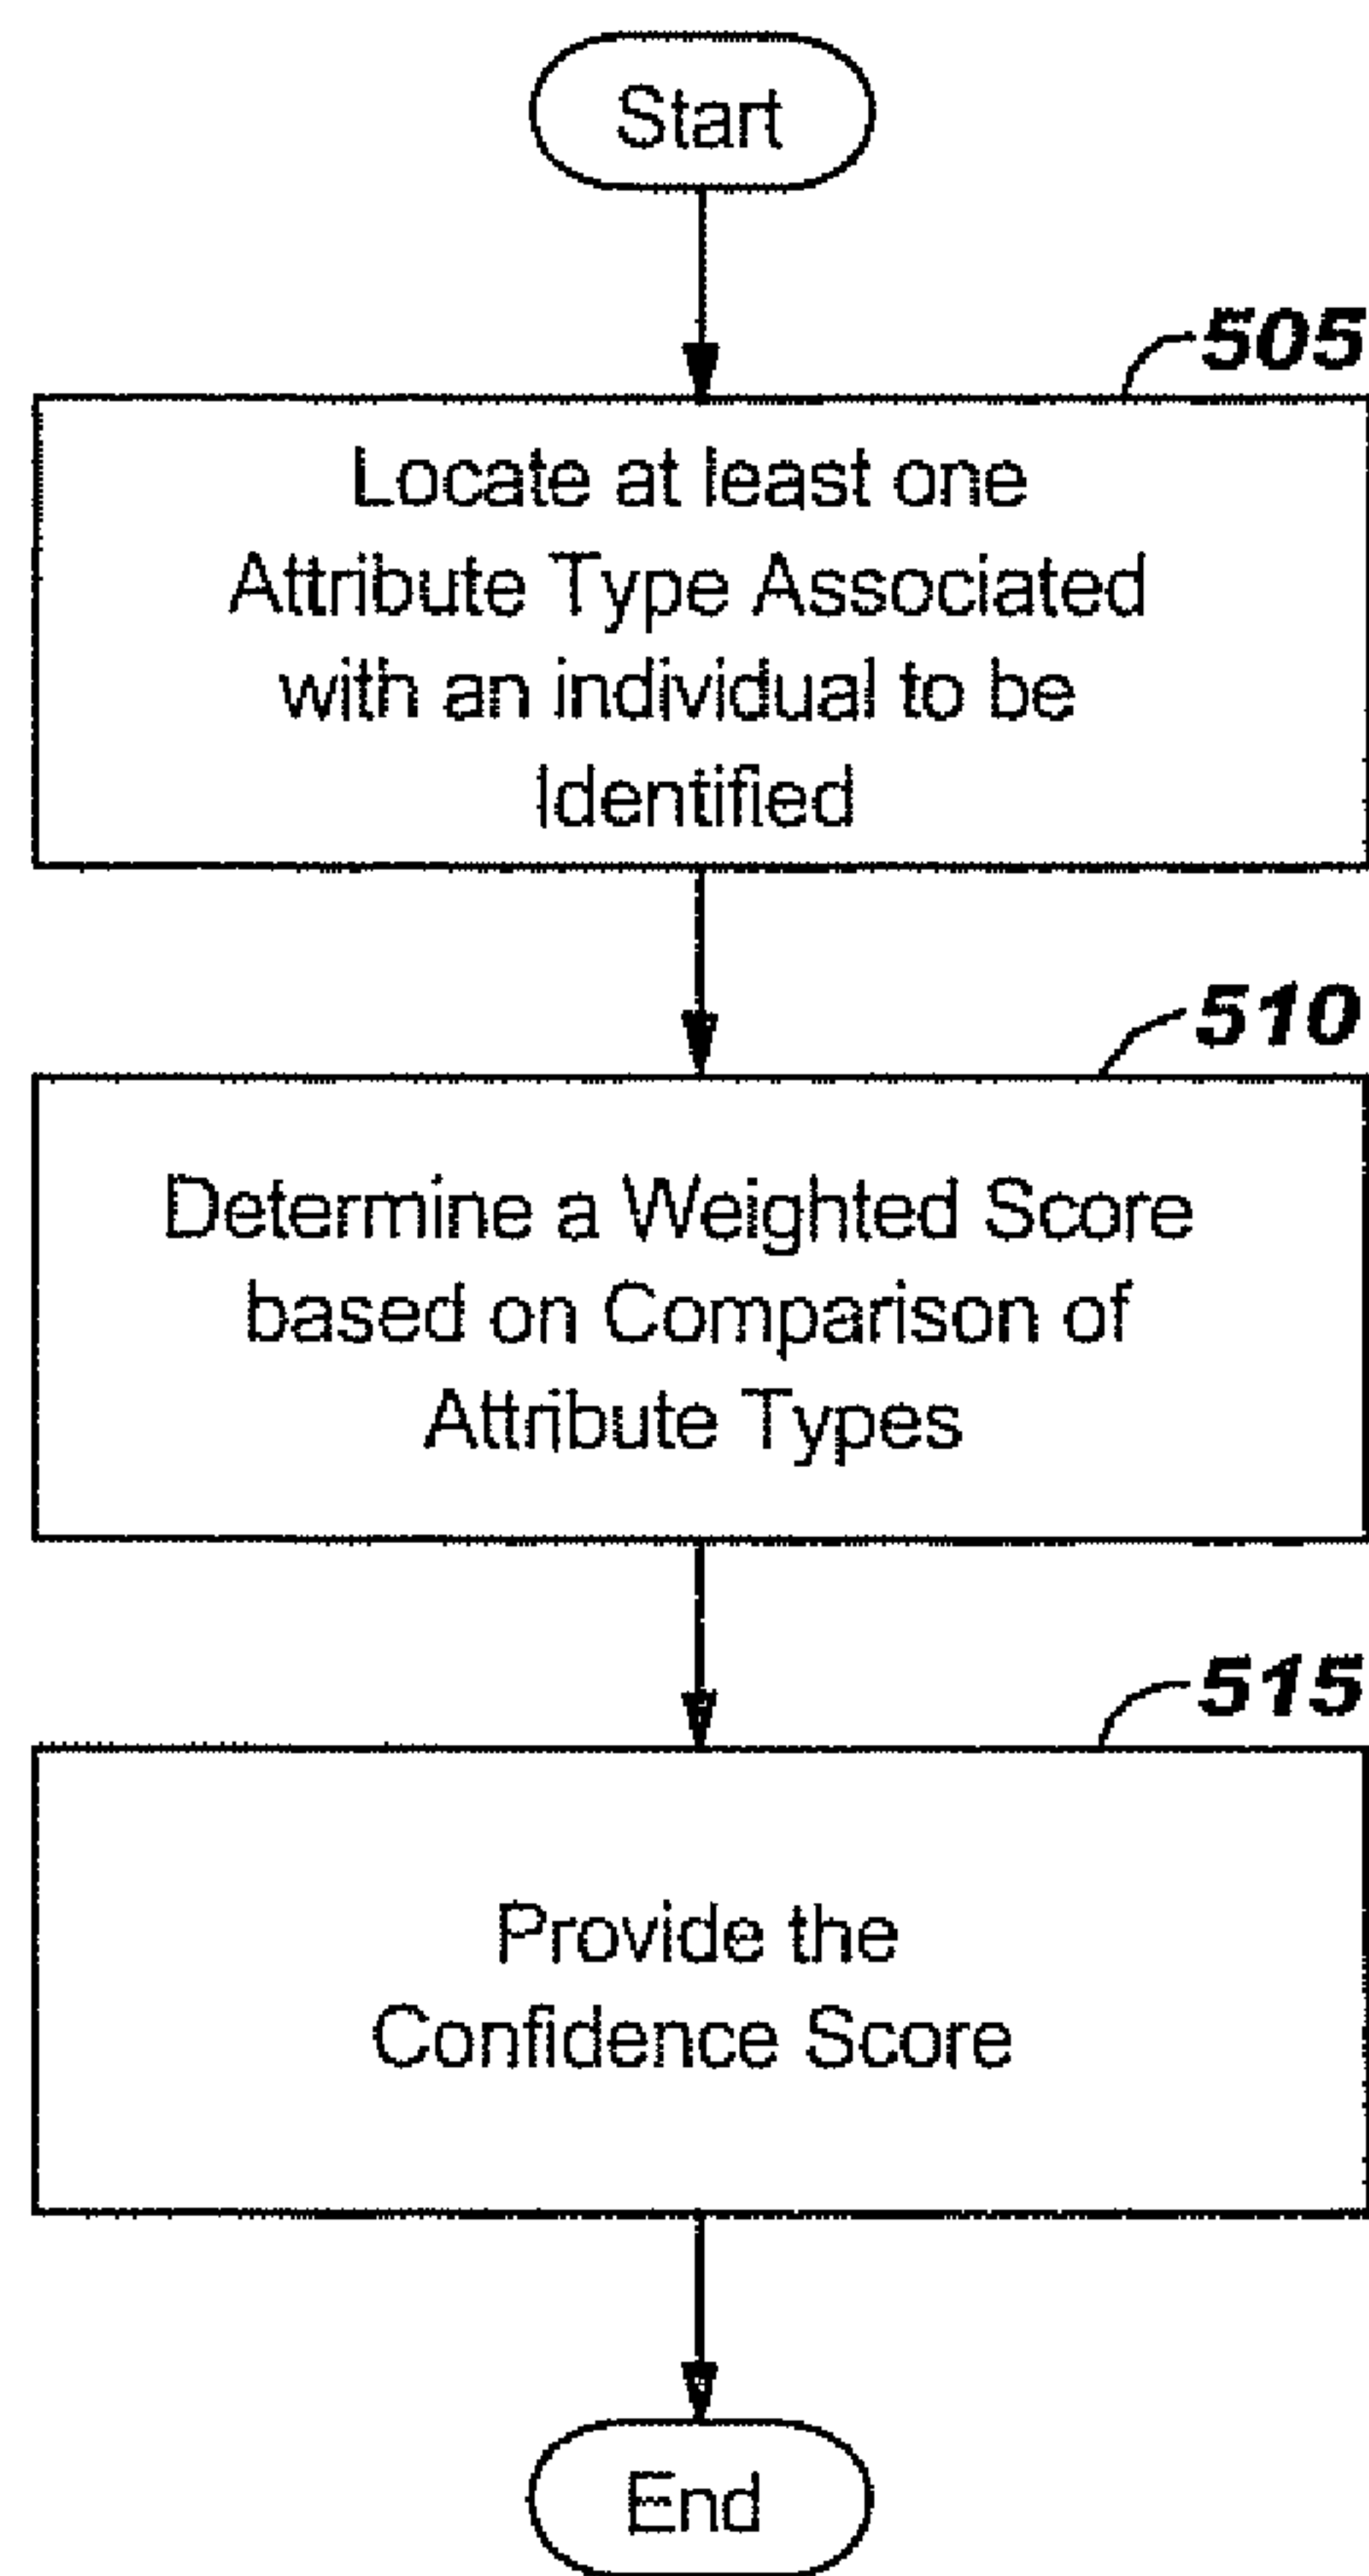 Start
505
Locate at least one
Attribute Type Associated
with an individual to be
Identified
510
Determine a Weighted Score
based on Comparison of
Attribute Types
515
Provide the
Confidence Score
End